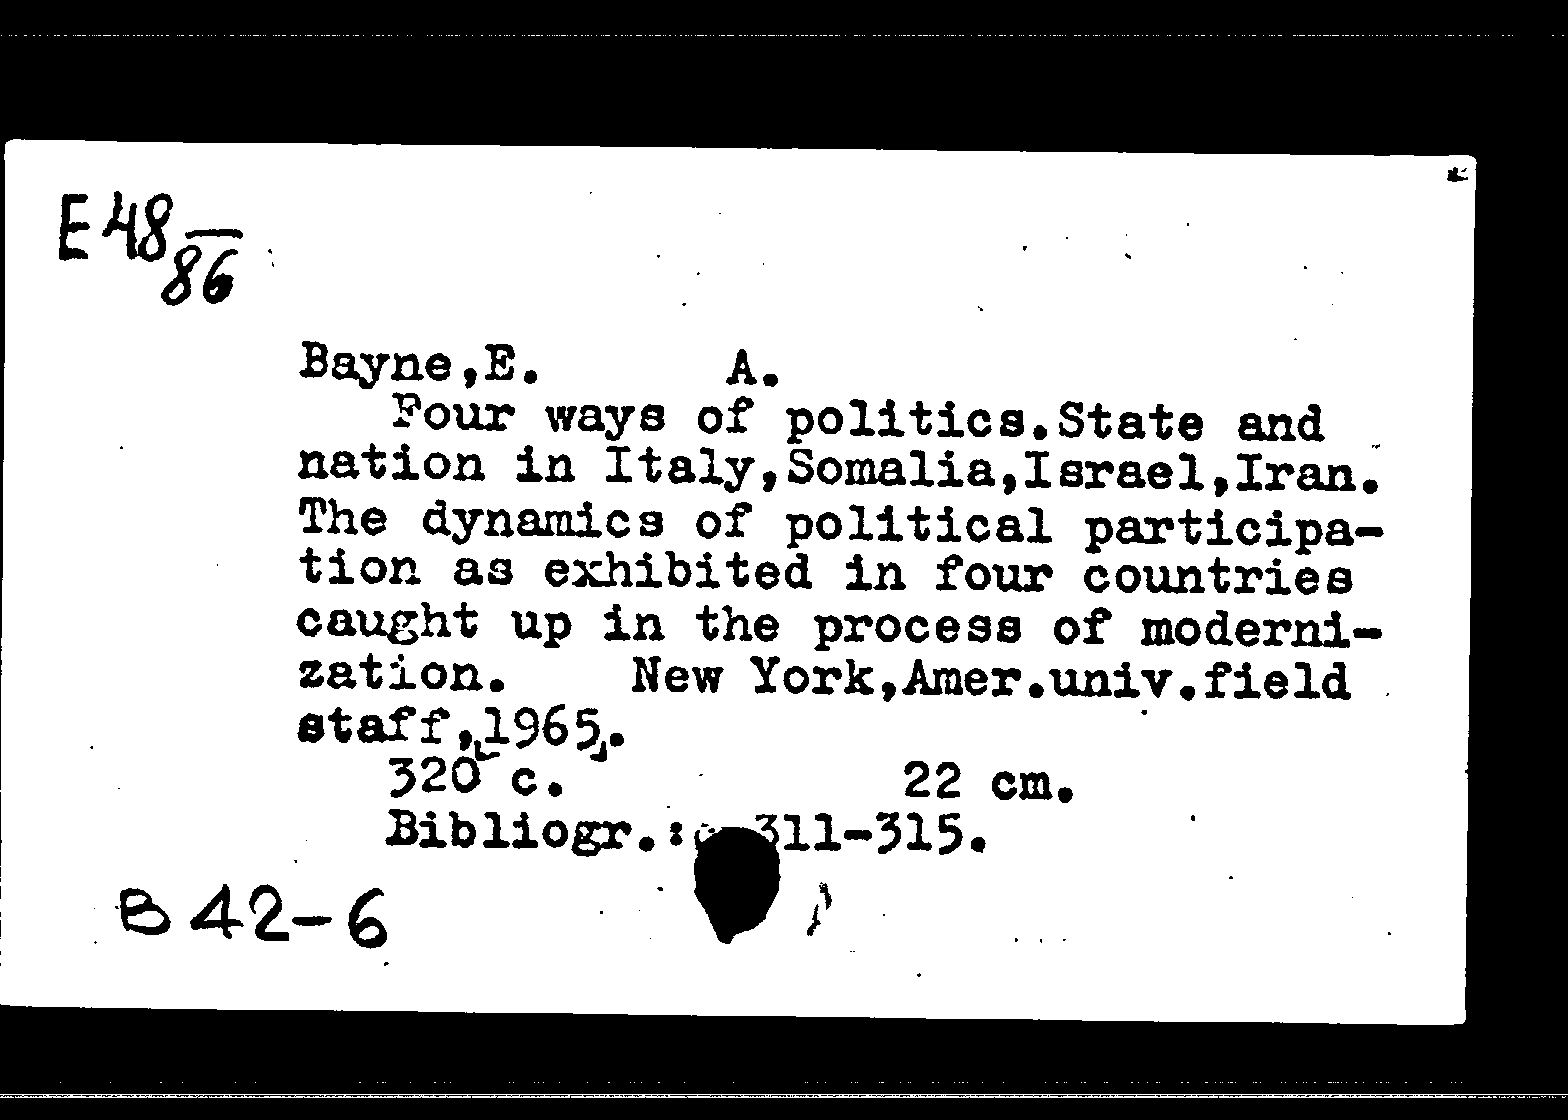 E 48
86
Bayne,E. A.
Four ways of politics.State and
nation in Italy,Somalia,Israel,Iran.
The dynamics of political participa-
tion as exhibited in four countries
caught up in the process of moderni-
zation. New York,Amer.univ.field
staff,[1965].
320 c. 22 cm.
Bibliogr.: 311-315.
B 42-6